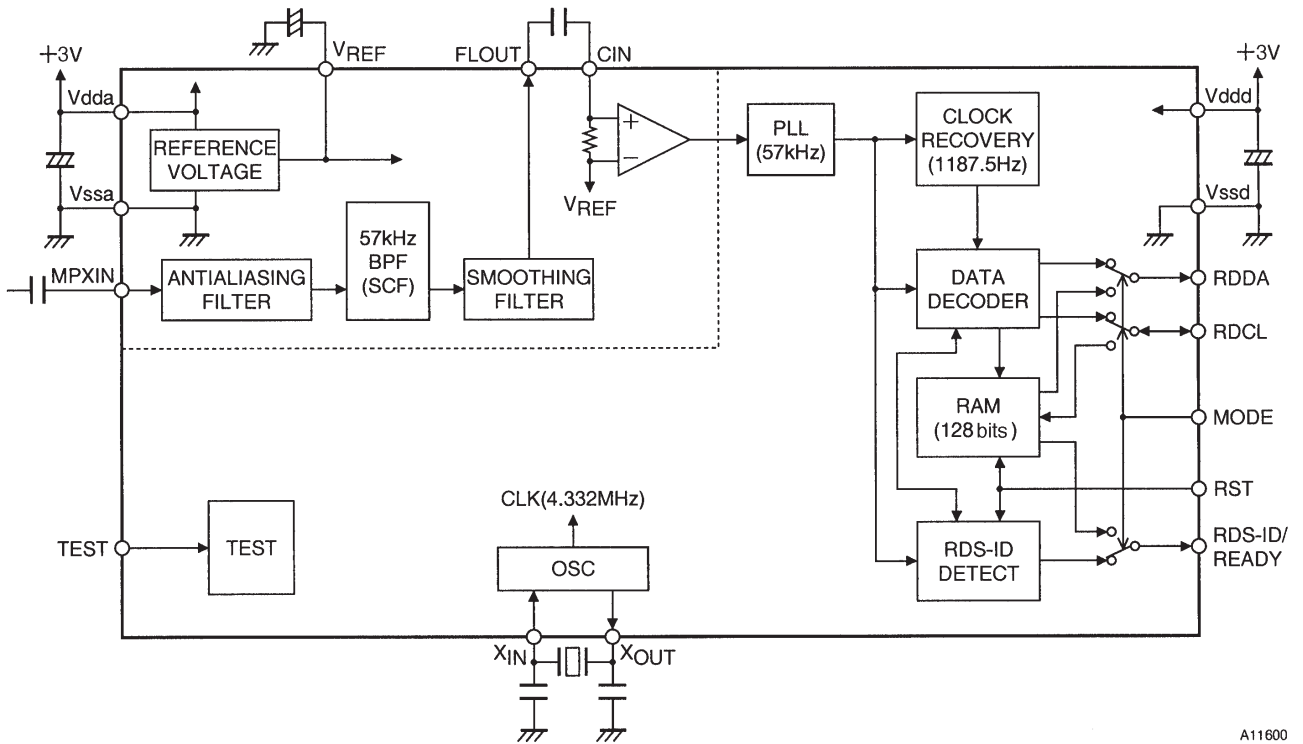 +3V
VREF
FLOUT
CIN
+3V
Vdda
Vddd
REFERENCE
VOLTAGE
+
−
PLL
(57kHz)
CLOCK
RECOVERY
(1187.5Hz)
Vssa
VREF
Vssd
MPXIN
ANTIALIASING
FILTER
57kHz
BPF
(SCF)
SMOOTHING
FILTER
DATA
DECODER
RDDA
RDCL
RAM
(128 bits)
MODE
RST
CLK(4.332MHz)
TEST
TEST
OSC
RDS-ID
DETECT
RDS-ID/
READY
XIN
XOUT
A11600